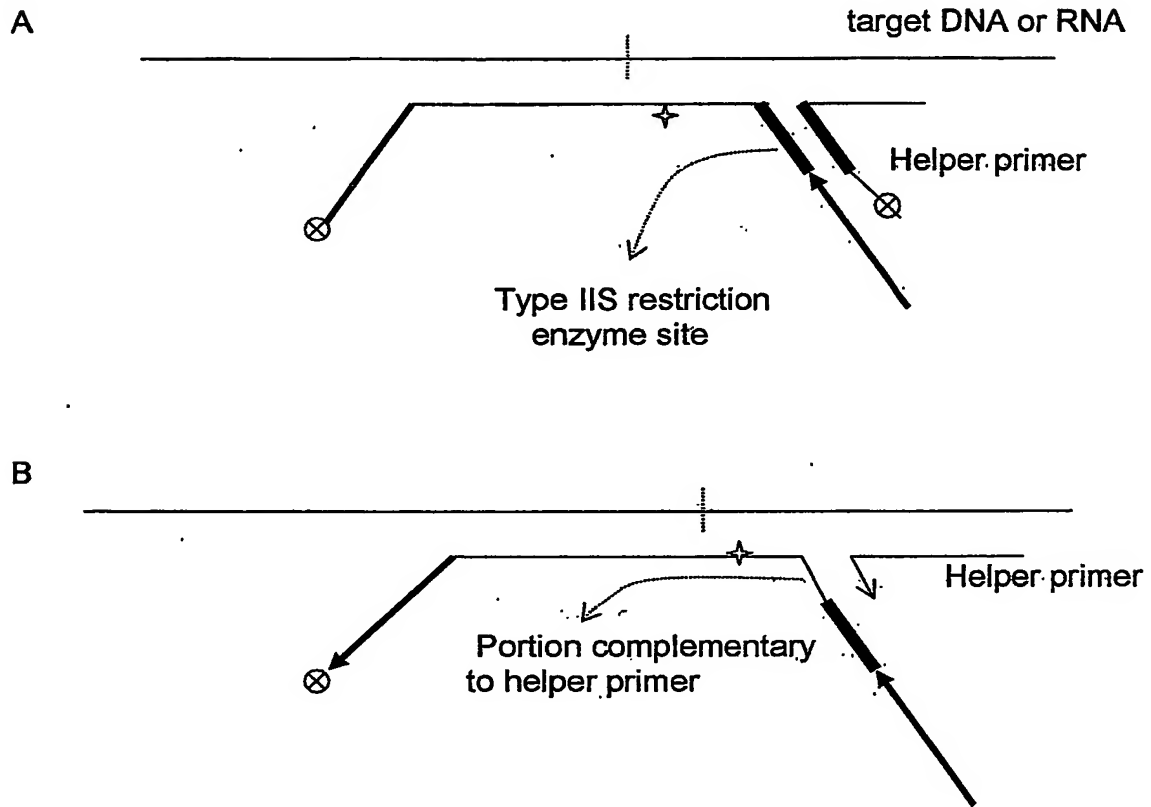 A
target DNA or RNA
Helper primer
Type IIS restriction
enzyme site
B
Helper primer
Portion complementary
to helper primer